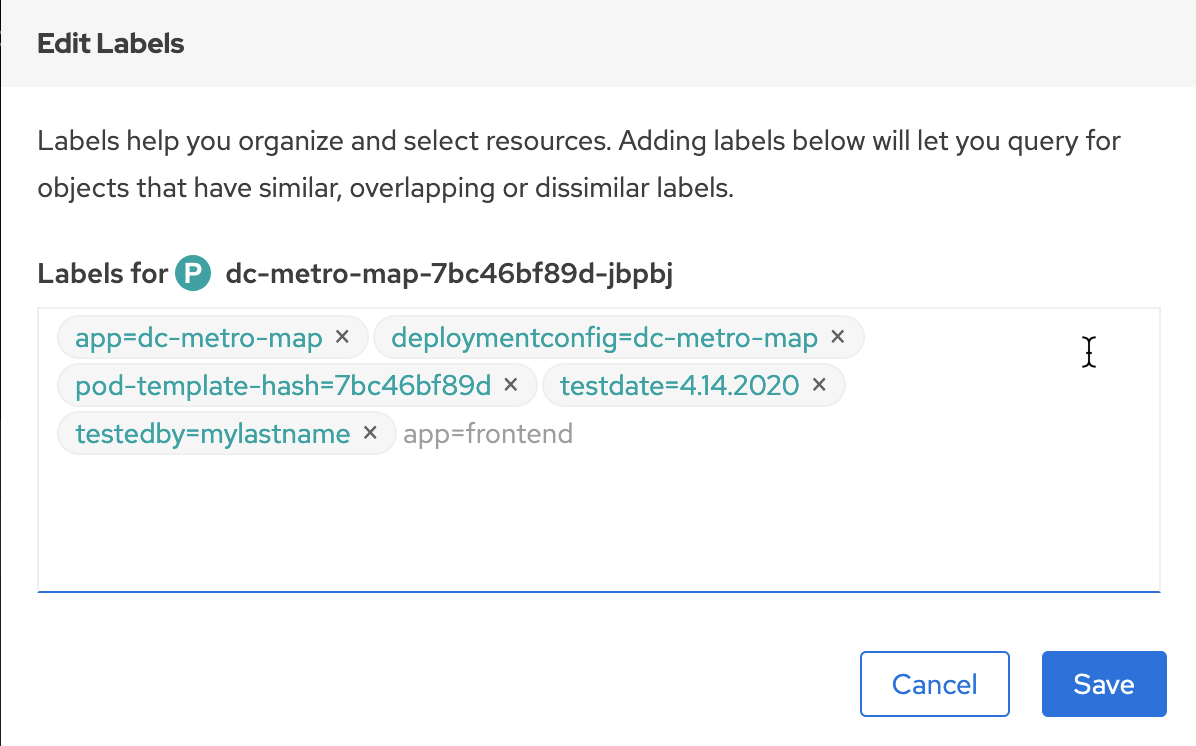 Edit Labels
Labels help you organize and select resources. Adding labels below will let you query for
objects that have similar, overlapping or dissimilar labels.
Labels for P dc-metro-map-7bc46bf89d-jbpbj
app=dc-metro-map × deploymentconfig=dc-metro-map ×
pod-template-hash=7bc46bf89d × testdate=4.14.2020 ×
testedby=mylastname × app=frontend
Cancel Save